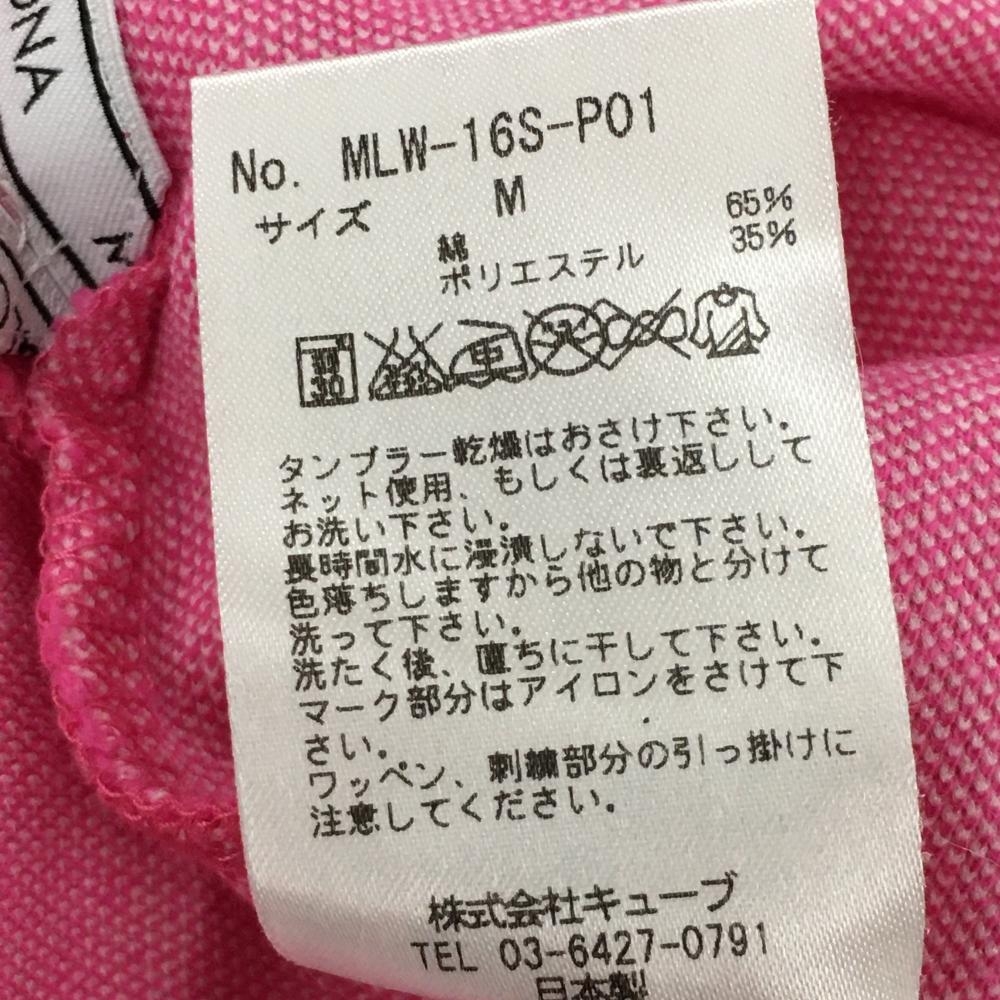 ONA
No. MLW-16S-P01
サイズ M
綿 65%
ポリエステル 35%
30
中
タンブラー乾燥はおさけ下さい。
ネット使用、もしくは裏返しして
お洗い下さい。
長時間水に浸漬しないで下さい。
色落ちしますから他の物と分けて
洗って下さい。
洗たく後、直ちに干して下さい。
マーク部分はアイロンをさけて下
さい。
ワッペン、刺繍部分の引っ掛けに
注意してください。
株式会社キューブ
TEL 03-6427-0791
日本製